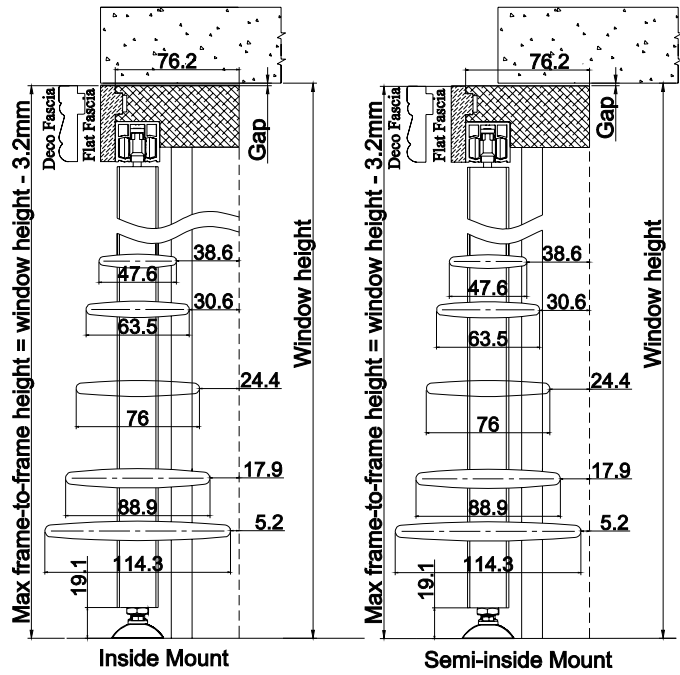 76.2
Deco Fascia
Flat Fascia
Gap
Max frame-to-frame height = window height - 3.2mm
Window height
38.6
47.6
30.6
63.5
24.4
76
17.9
88.9
5.2
114.3
19.1
Inside Mount
76.2
Deco Fascia
Flat Fascia
Gap
Max frame-to-frame height = window height - 3.2mm
Window height
38.6
47.6
30.6
63.5
24.4
76
17.9
88.9
5.2
114.3
19.1
Semi-inside Mount